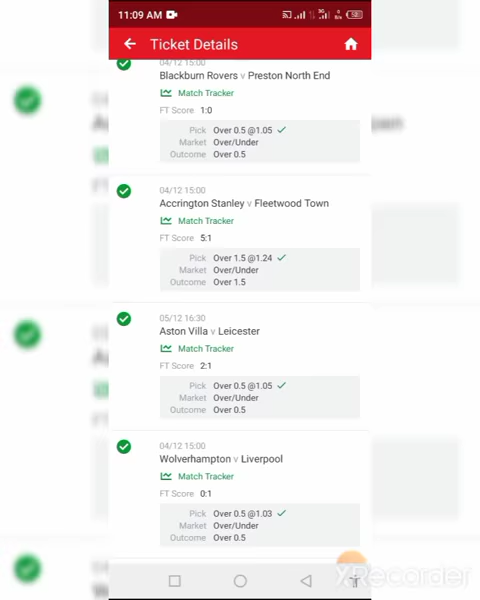 11:09 AM
Ticket Details
04/12 15:00
Blackburn Rovers v Preston North End
Match Tracker
FT Score 1:0
Pick Over 0.5 @1.05
Market Over/Under
Outcome Over 0.5
04/12 15:00
Accrington Stanley v Fleetwood Town
Match Tracker
FT Score 5:1
Pick Over 1.5 @1.24
Market Over/Under
Outcome Over 1.5
05/12 16:30
Aston Villa v Leicester
Match Tracker
FT Score 2:1
Pick Over 0.5 @1.05
Market Over/Under
Outcome Over 0.5
04/12 15:00
Wolverhampton v Liverpool
Match Tracker
FT Score 0:1
Pick Over 0.5 @1.03
Market Over/Under
Outcome Over 0.5
XRecorder